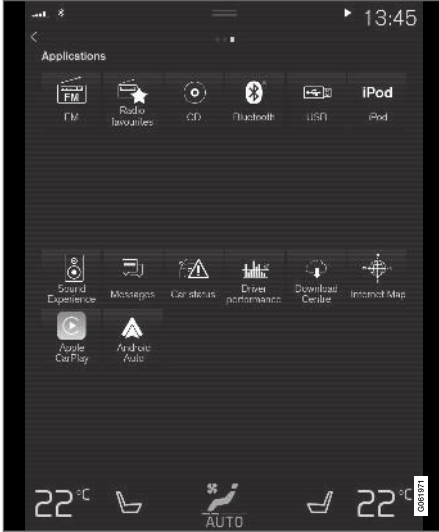 13:45
Applications
FM
iPod
FM
Radio
favourites
CD
Bluetooth
USB
iPod
Sound
Experience
Messages
Car status
Driver
performance
Download
Centre
Internet Map
Apple
CarPlay
Android
Auto
22°C
AUTO
22°C
G061971